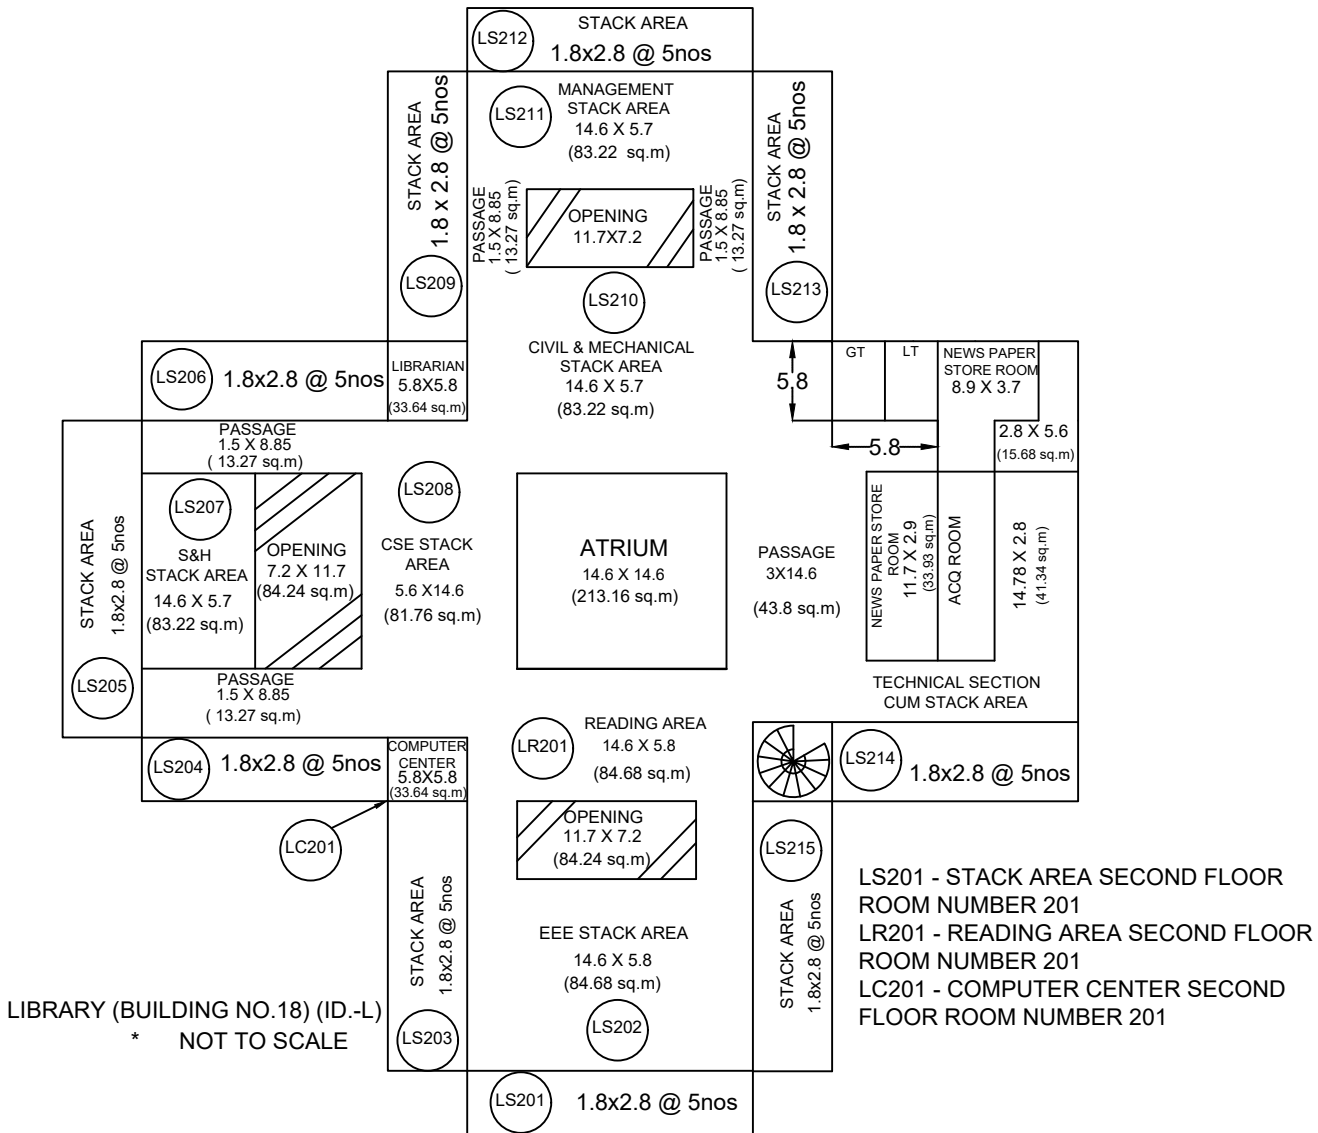 STACK AREA
LS212
1.8x2.8 @ 5nos
STACK AREA
1.8 x 2.8 @ 5nos
LS209
LS211
MANAGEMENT
STACK AREA
14.6 X 5.7
(83.22 sq.m)
STACK AREA
1.8 x 2.8 @ 5nos
LS213
PASSAGE
1.5 X 8.85
( 13.27 sq.m)
OPENING
11.7X7.2
PASSAGE
1.5 X 8.85
( 13.27 sq.m)
LS210
CIVIL & MECHANICAL
STACK AREA
14.6 X 5.7
(83.22 sq.m)
LS206
1.8x2.8 @ 5nos
LIBRARIAN
5.8X5.8
(33.64 sq.m)
5.8
GT
LT
NEWS PAPER
STORE ROOM
8.9 X 3.7
5.8
2.8 X 5.6
(15.68 sq.m)
PASSAGE
1.5 X 8.85
( 13.27 sq.m)
STACK AREA
1.8x2.8 @ 5nos
LS205
LS207
S&H
STACK AREA
14.6 X 5.7
(83.22 sq.m)
OPENING
7.2 X 11.7
(84.24 sq.m)
LS208
CSE STACK
AREA
5.6 X14.6
(81.76 sq.m)
ATRIUM
14.6 X 14.6
(213.16 sq.m)
PASSAGE
3X14.6
(43.8 sq.m)
NEWS PAPER STORE
ROOM
11.7 X 2.9
(33.93 sq.m)
ACQ ROOM
14.78 X 2.8
(41.34 sq.m)
PASSAGE
1.5 X 8.85
( 13.27 sq.m)
TECHNICAL SECTION
CUM STACK AREA
LS204
1.8x2.8 @ 5nos
COMPUTER
CENTER
5.8X5.8
(33.64 sq.m)
LC201
LR201
READING AREA
14.6 X 5.8
(84.68 sq.m)
LS214
1.8x2.8 @ 5nos
OPENING
11.7 X 7.2
(84.24 sq.m)
LS215
STACK AREA
1.8x2.8 @ 5nos
STACK AREA
1.8x2.8 @ 5nos
LS203
EEE STACK AREA
14.6 X 5.8
(84.68 sq.m)
LS202
LS201
1.8x2.8 @ 5nos
LS201 - STACK AREA SECOND FLOOR
ROOM NUMBER 201
LR201 - READING AREA SECOND FLOOR
ROOM NUMBER 201
LC201 - COMPUTER CENTER SECOND
FLOOR ROOM NUMBER 201
LIBRARY (BUILDING NO.18) (ID.-L)
* NOT TO SCALE